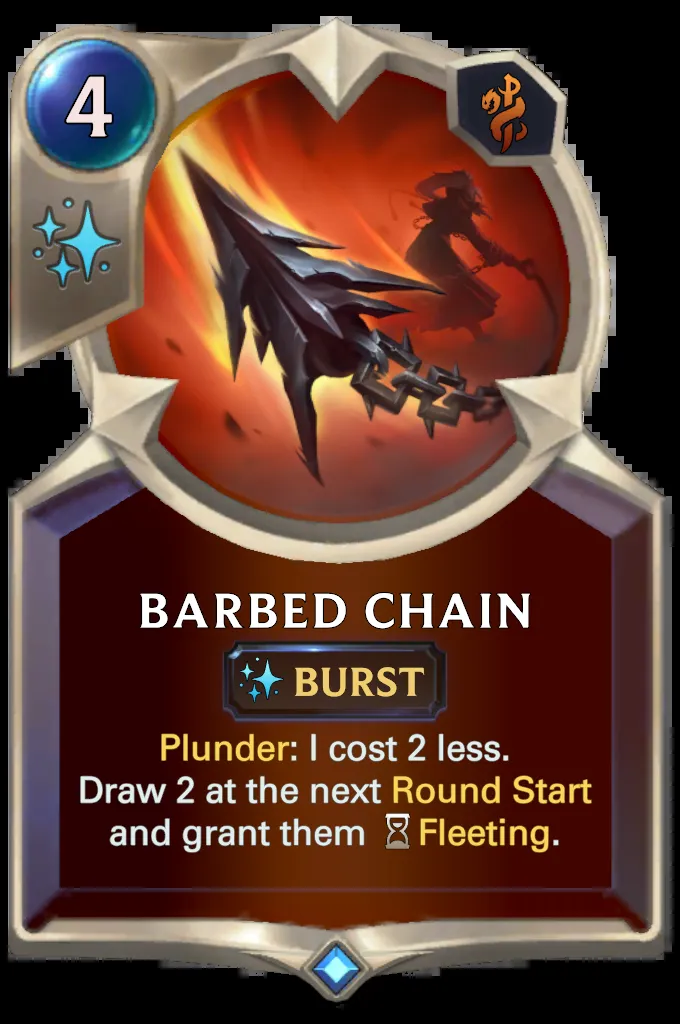 4
BARBED CHAIN
BURST
Plunder: I cost 2 less.
Draw 2 at the next Round Start
and grant them Fleeting.